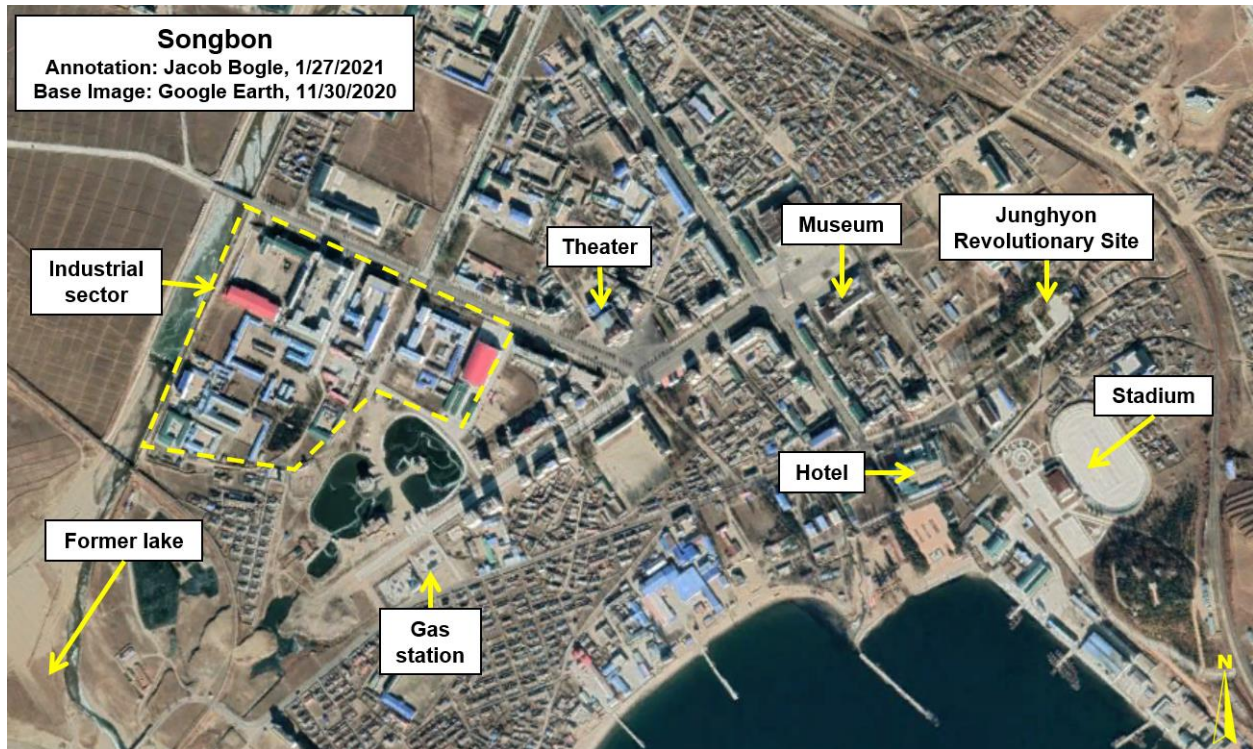 Songbon
Annotation: Jacob Bogle, 1/27/2021
Base Image: Google Earth, 11/30/2020
Industrial
sector
Theater
Museum
Junghyon
Revolutionary Site
Stadium
Hotel
Former lake
Gas
station
N